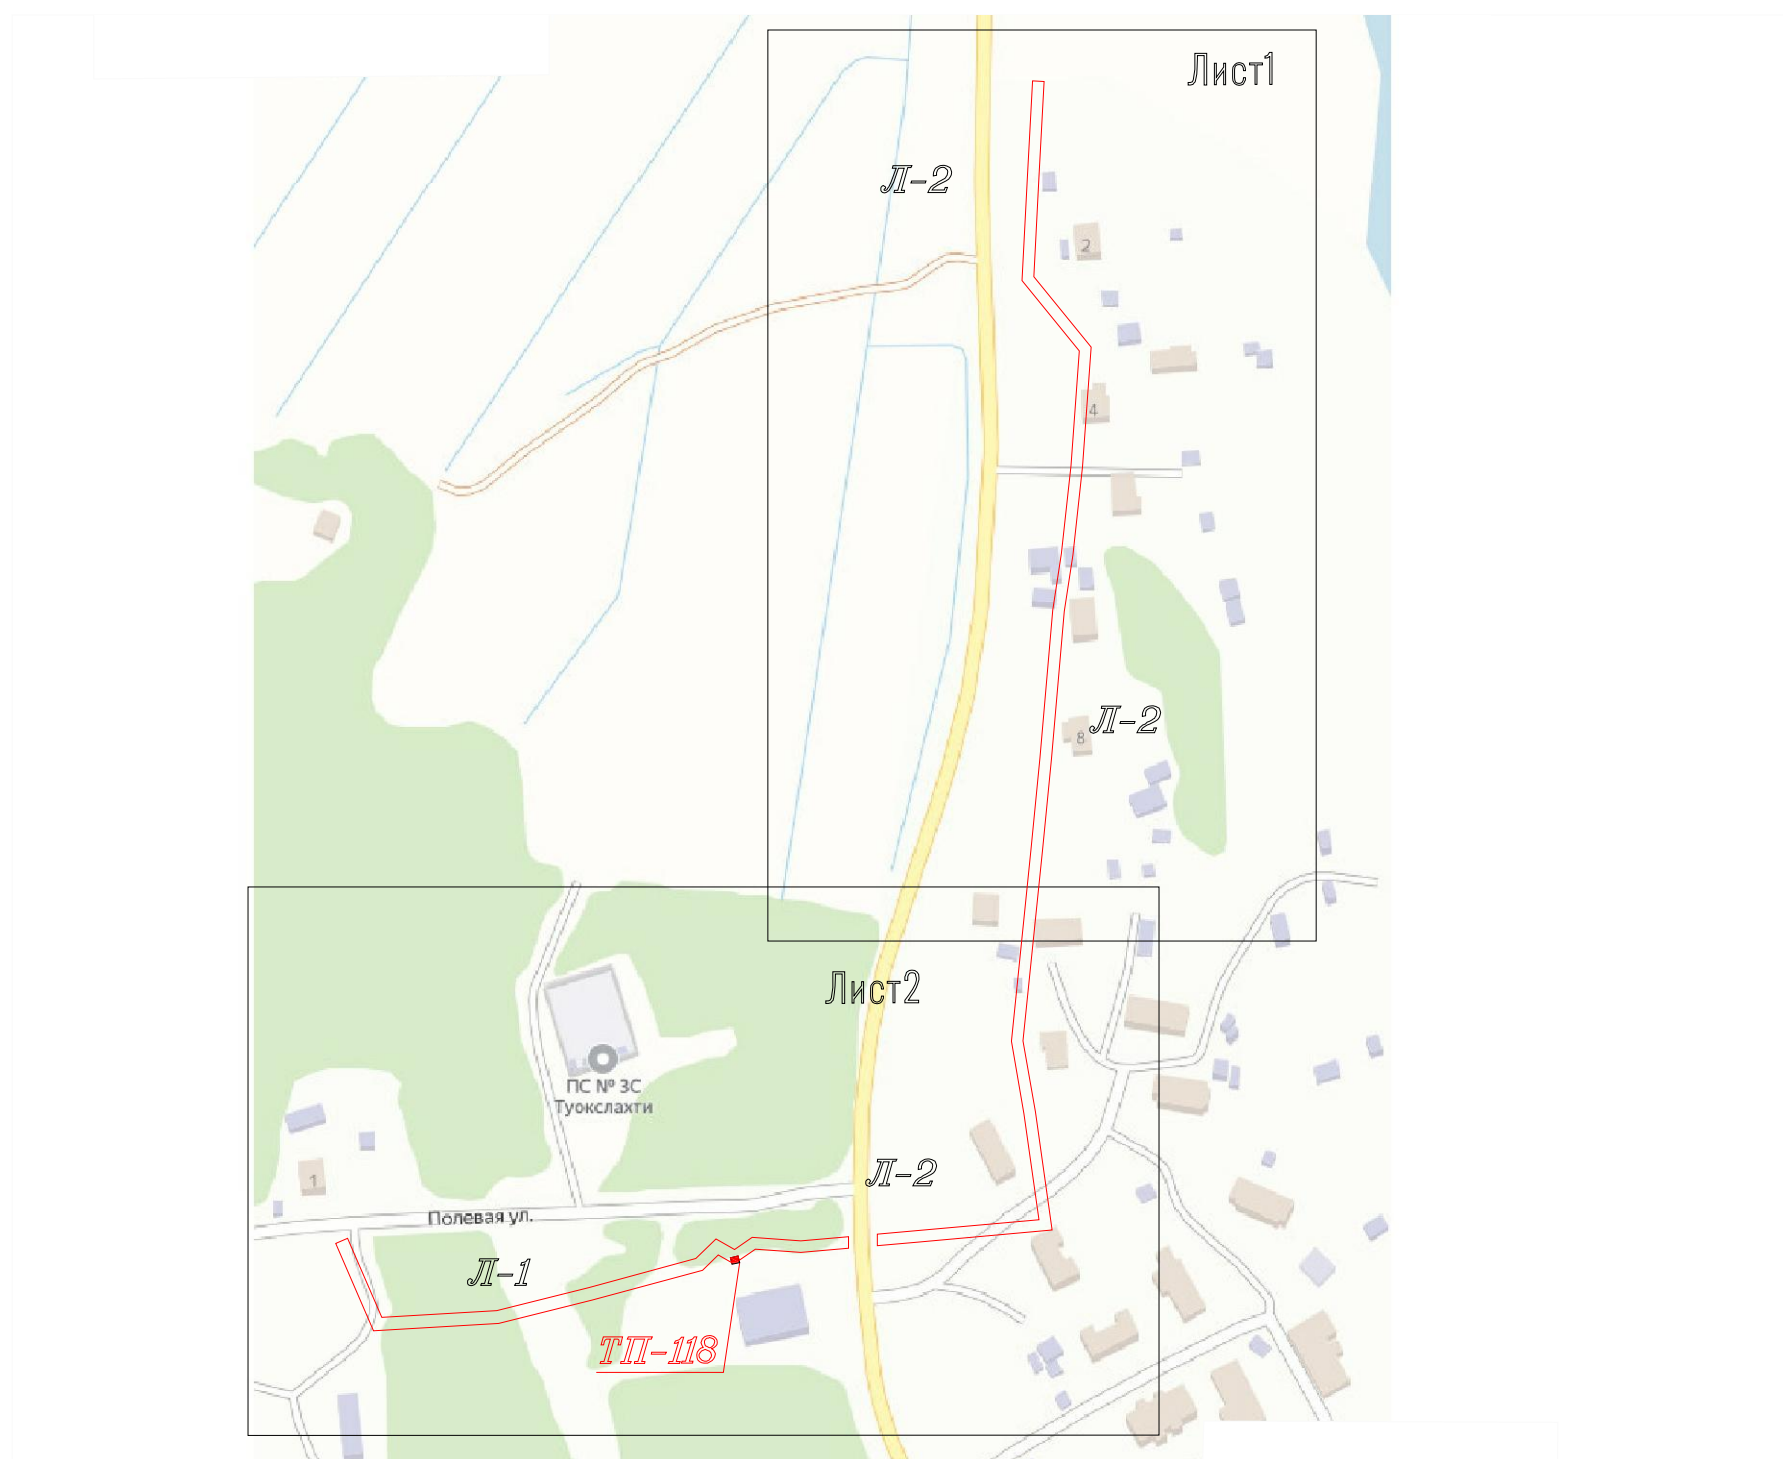 Лист1
Л-2
2
4
Л-2
8
Лист2
ПС № 3С
Туокслахти
Л-2
1
Полевая ул.
Л-1
ТП-118